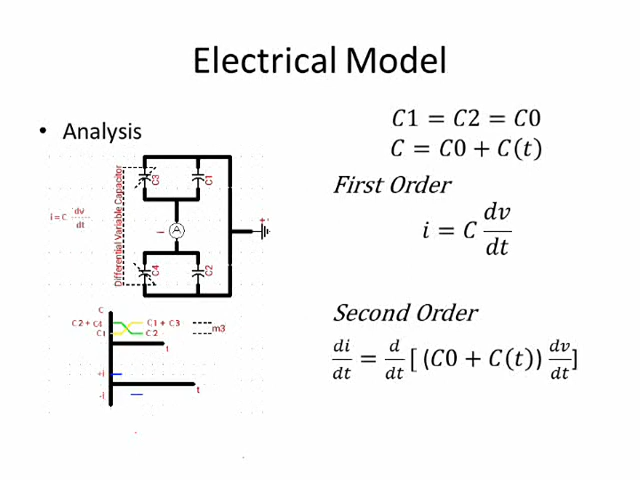 Electrical Model
• Analysis
C1 = C2 = C0
C = C0 + C(t)
First Order
i = C dv/dt
Second Order
di/dt = d/dt [ (C0 + C(t)) dv/dt]
Differential Variable Capacitor
C3
C1
i = C dv/dt
A
C4
C2
C
C2 + C4
C1 + C3
m3
C1
C2
t
+i
-i
t